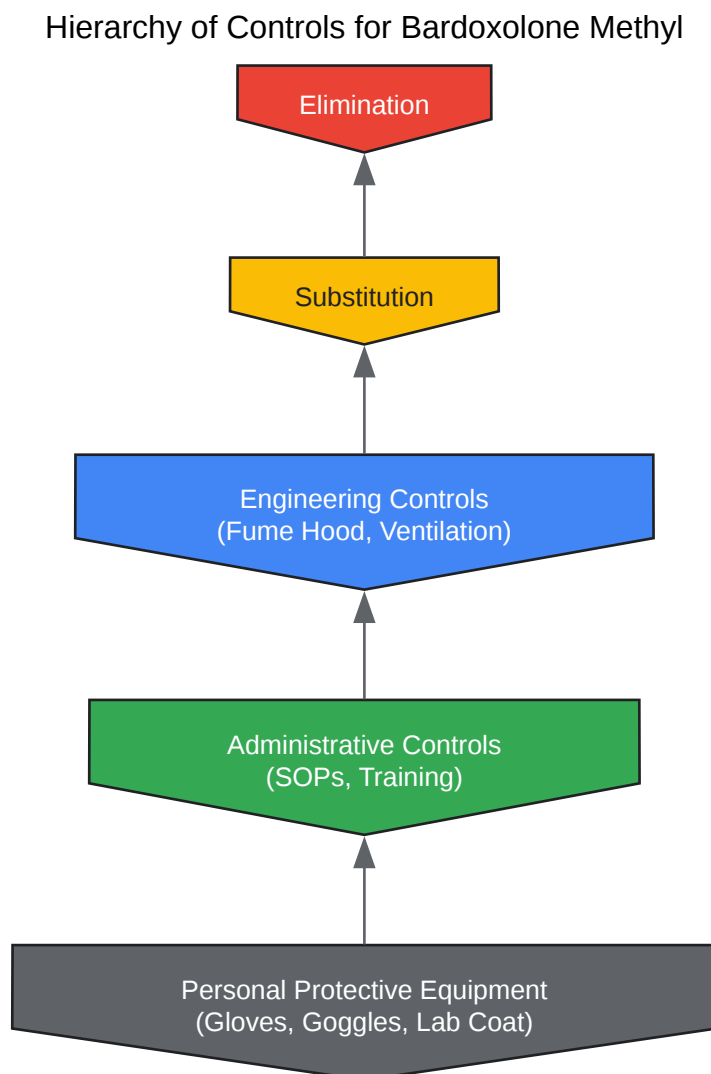 Hierarchy of Controls for Bardoxolone Methyl
Elimination
Substitution
Engineering Controls
(Fume Hood, Ventilation)
Administrative Controls
(SOPs, Training)
Personal Protective Equipment
(Gloves, Goggles, Lab Coat)